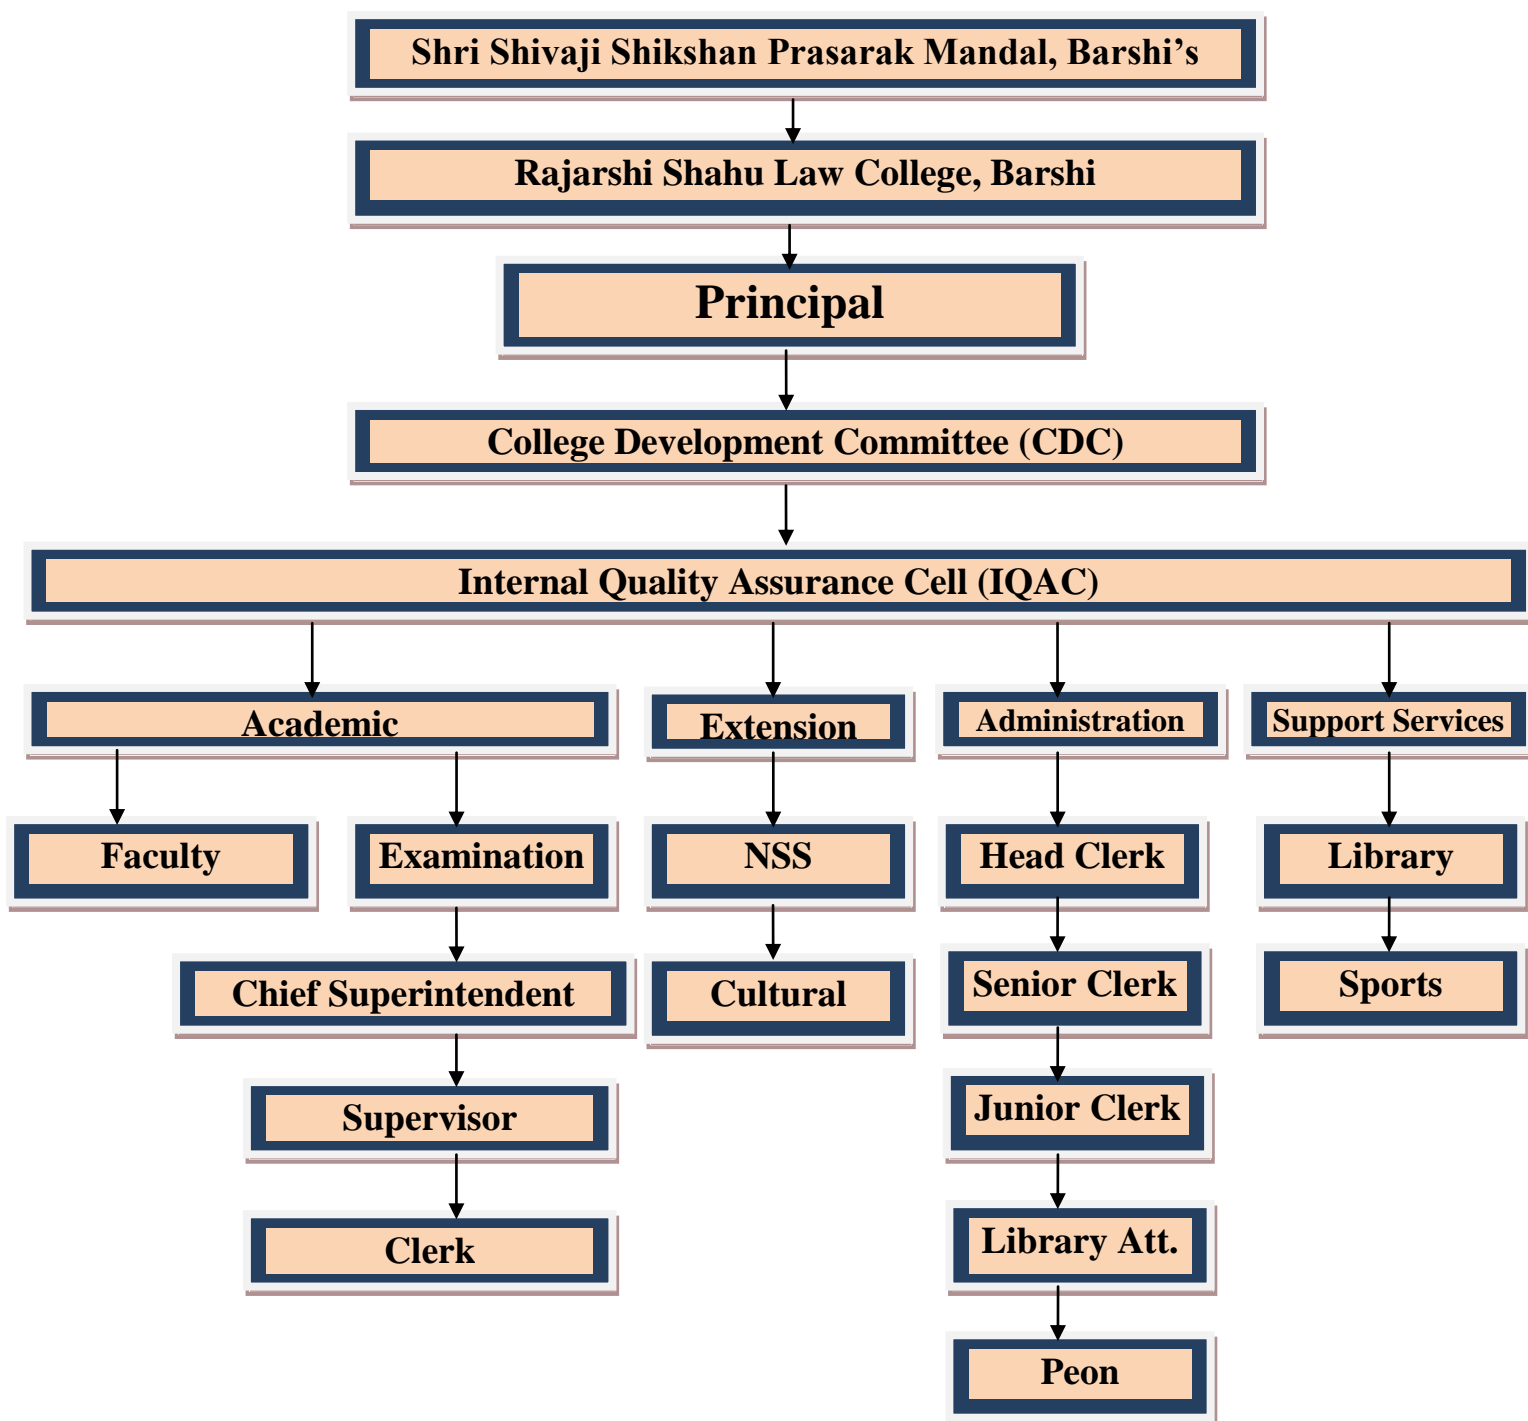 Shri Shivaji Shikshan Prasarak Mandal, Barshi’s
Rajarshi Shahu Law College, Barshi
Principal
College Development Committee (CDC)
Internal Quality Assurance Cell (IQAC)
Academic
Extension
Administration
Support Services
Faculty
Examination
NSS
Head Clerk
Library
Chief Superintendent
Cultural
Senior Clerk
Sports
Supervisor
Junior Clerk
Clerk
Library Att.
Peon